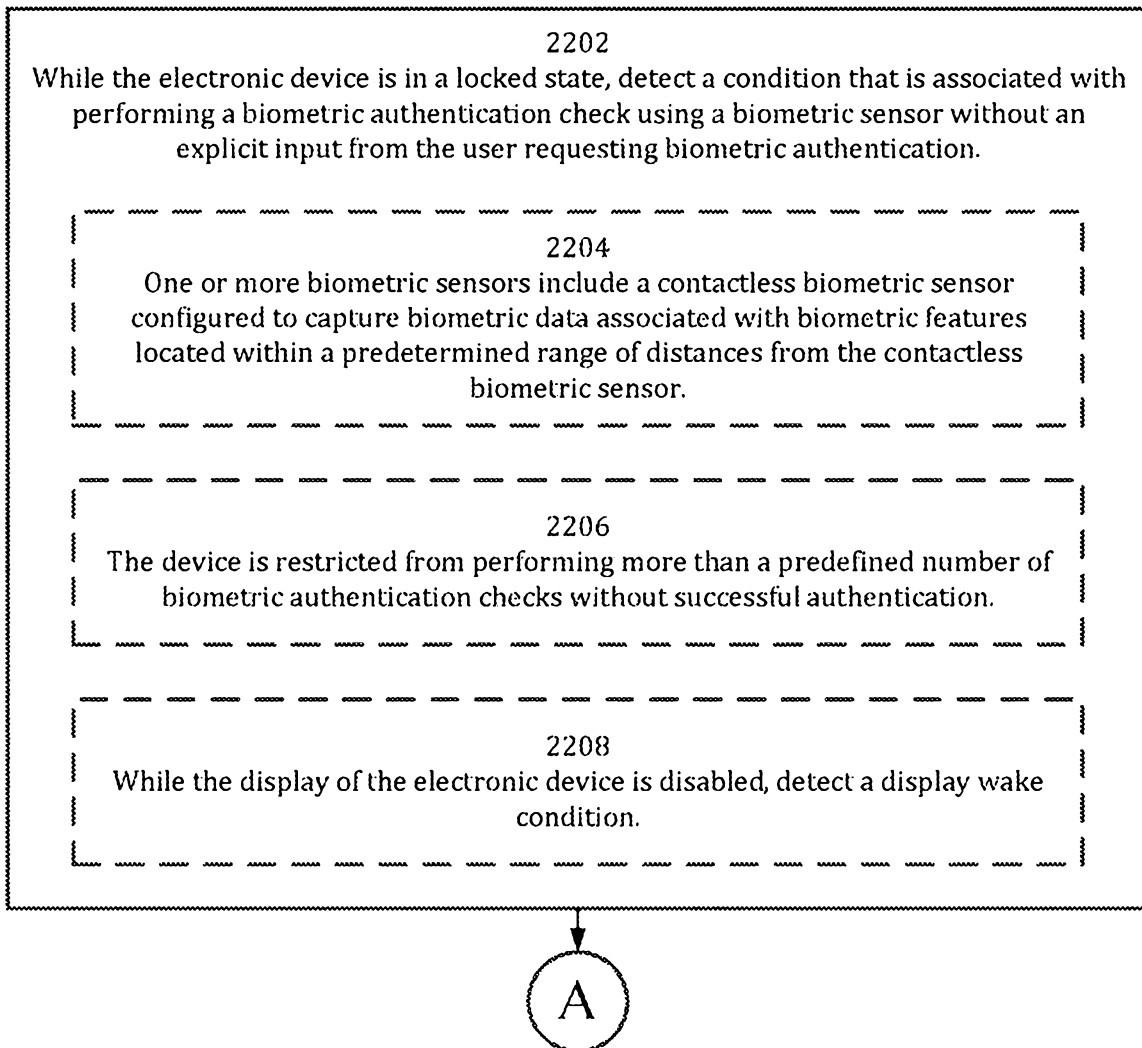 2202
While the electronic device is in a locked state, detect a condition that is associated with
performing a biometric authentication check using a biometric sensor without an
explicit input from the user requesting biometric authentication.
2204
One or more biometric sensors include a contactless biometric sensor
configured to capture biometric data associated with biometric features
located within a predetermined range of distances from the contactless
biometric sensor.
2206
The device is restricted from performing more than a predefined number of
biometric authentication checks without successful authentication.
2208
While the display of the electronic device is disabled, detect a display wake
condition.
A